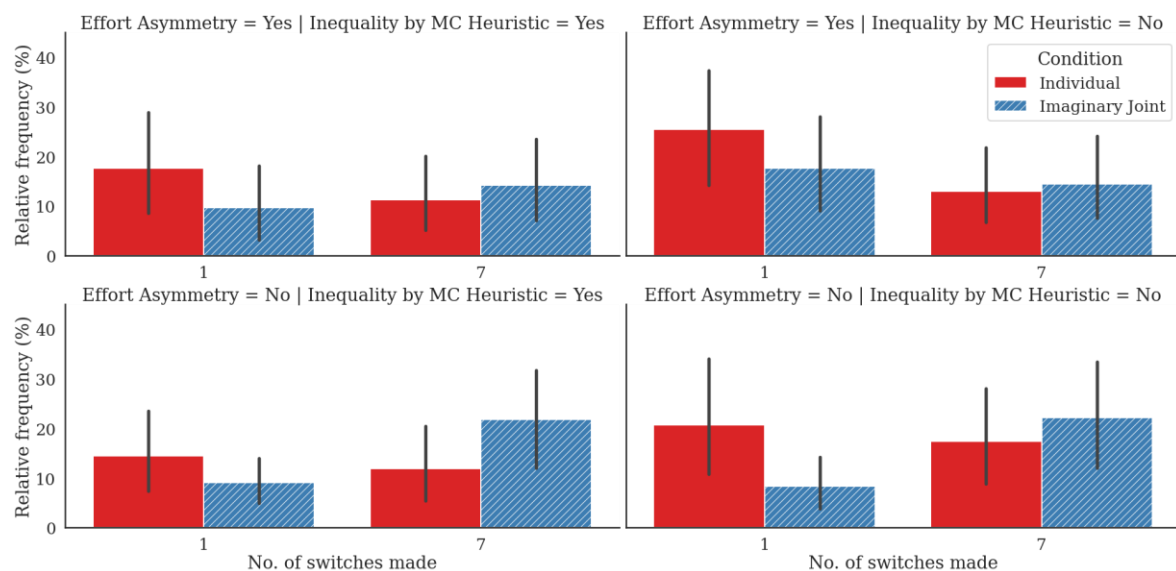 Effort Asymmetry = Yes | Inequality by MC Heuristic = Yes
Effort Asymmetry = Yes | Inequality by MC Heuristic = No
Relative frequency (%)
40
30
20
10
0
1
7
1
7
Condition
Individual
Imaginary Joint
Effort Asymmetry = No | Inequality by MC Heuristic = Yes
Effort Asymmetry = No | Inequality by MC Heuristic = No
Relative frequency (%)
40
30
20
10
0
1
7
1
7
No. of switches made
No. of switches made